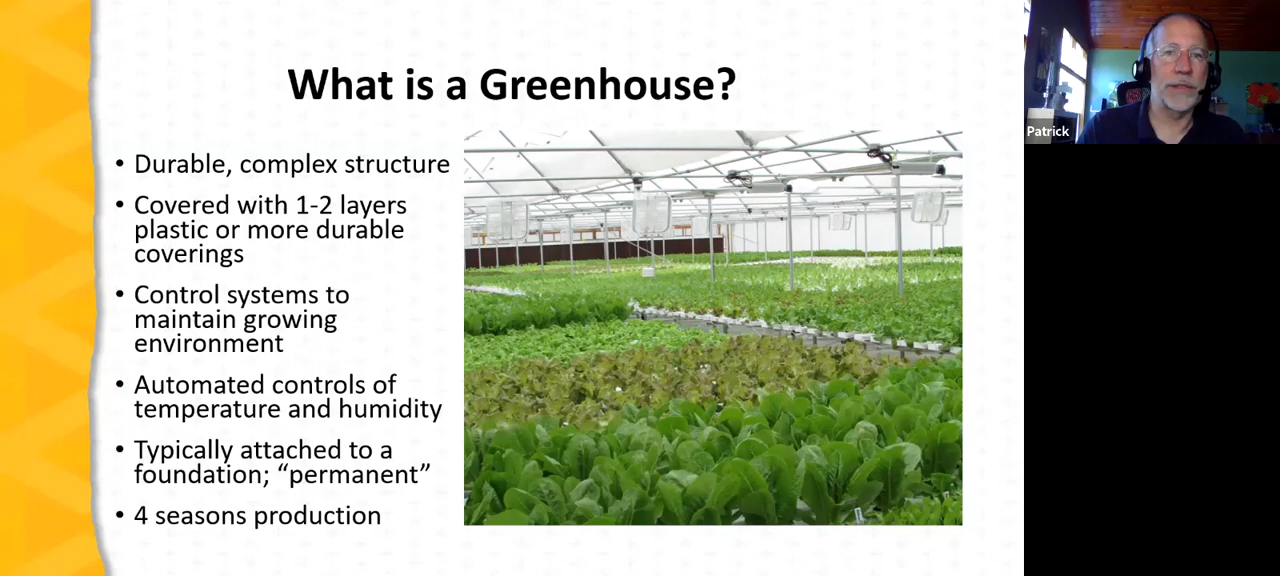 What is a Greenhouse?
• Durable, complex structure
• Covered with 1-2 layers
plastic or more durable
coverings
• Control systems to
maintain growing
environment
• Automated controls of
temperature and humidity
• Typically attached to a
foundation; “permanent”
• 4 seasons production
Patrick